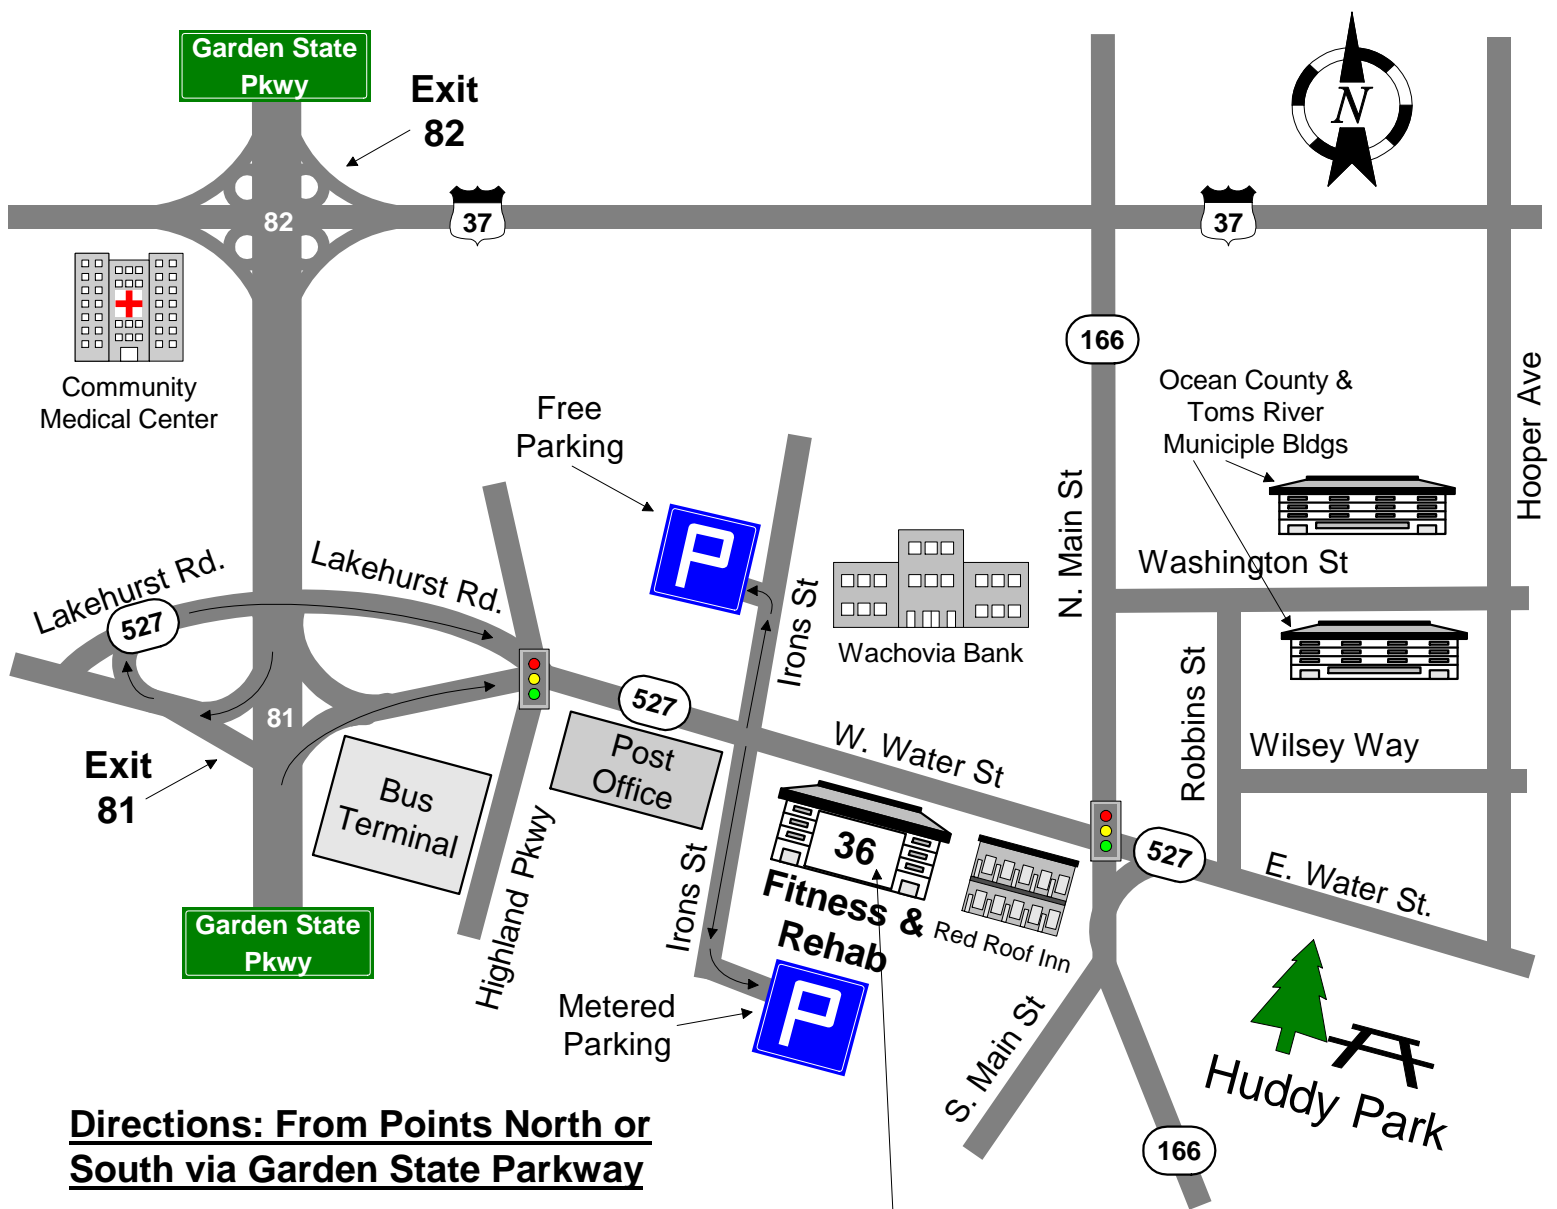 Garden State
Pkwy
Exit
82
N
82
37
37
166
Community
Medical Center
Free
Parking
Ocean County &
Toms River
Municiple Bldgs
Hooper Ave
N. Main St
P
Washington St
Lakehurst Rd.
Lakehurst Rd.
527
Irons St
Wachovia Bank
Robbins St
527
81
Post
Office
W. Water St
Wilsey Way
Exit
81
Bus
Terminal
Highland Pkwy
Irons St
36
Fitness &
Rehab
Red Roof Inn
527
E. Water St.
Garden State
Pkwy
Metered
Parking
P
S. Main St
Huddy Park
166
Directions: From Points North or
South via Garden State Parkway